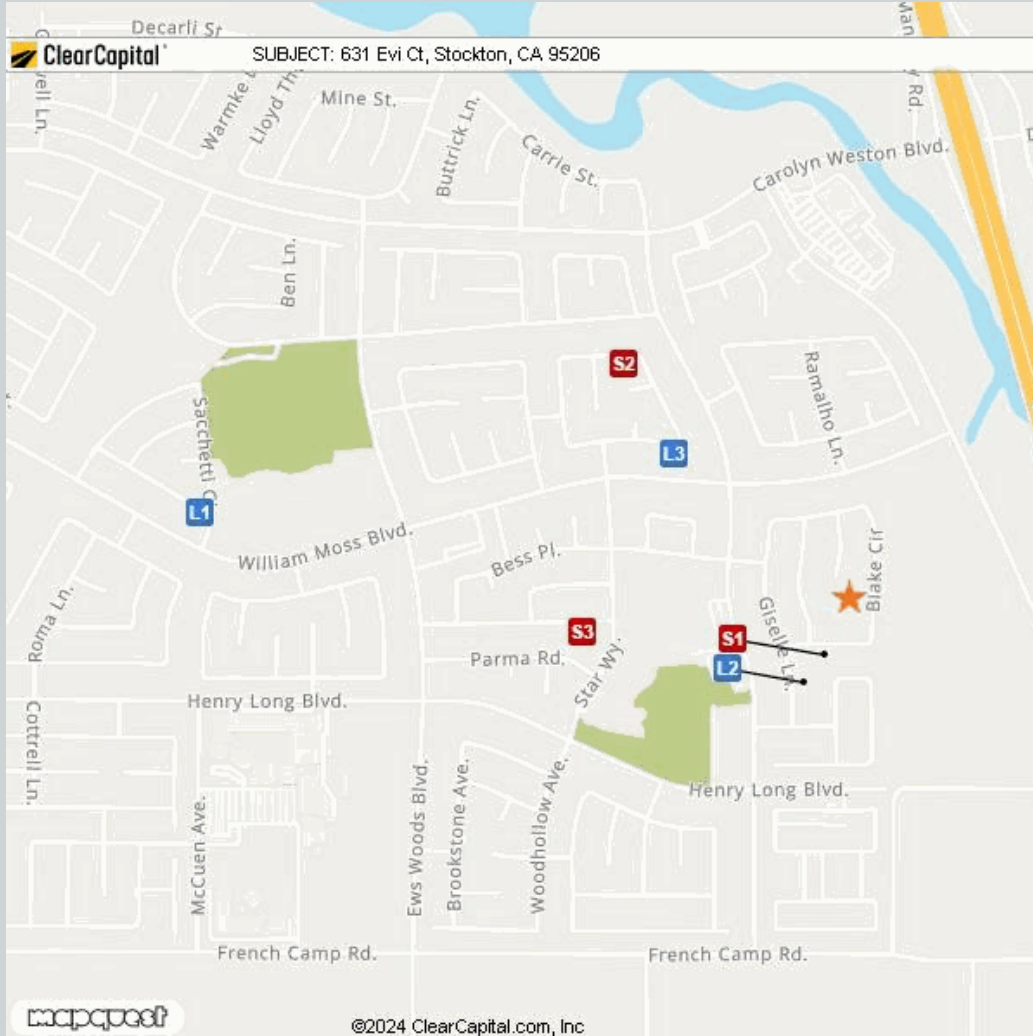 Decarli St
ClearCapital
SUBJECT: 631 Evi Ct, Stockton, CA 95206
Mine St.
Buttrick Ln.
Carrie St.
Carolyn Weston Blvd.
Ben Ln.
S2
Ramalho Ln.
L3
L1
William Moss Blvd.
Bess Pl.
Blake Cir
Roma Ln.
Giselle Ln.
S3
S1
Parma Rd.
Star Wy.
L2
Henry Long Blvd.
Cottrell Ln.
Henry Long Blvd.
McCuen Ave.
Ews Woods Blvd.
Brookstone Ave.
Woodhollow Ave.
French Camp Rd.
French Camp Rd.
mapquest
©2024 ClearCapital.com, Inc